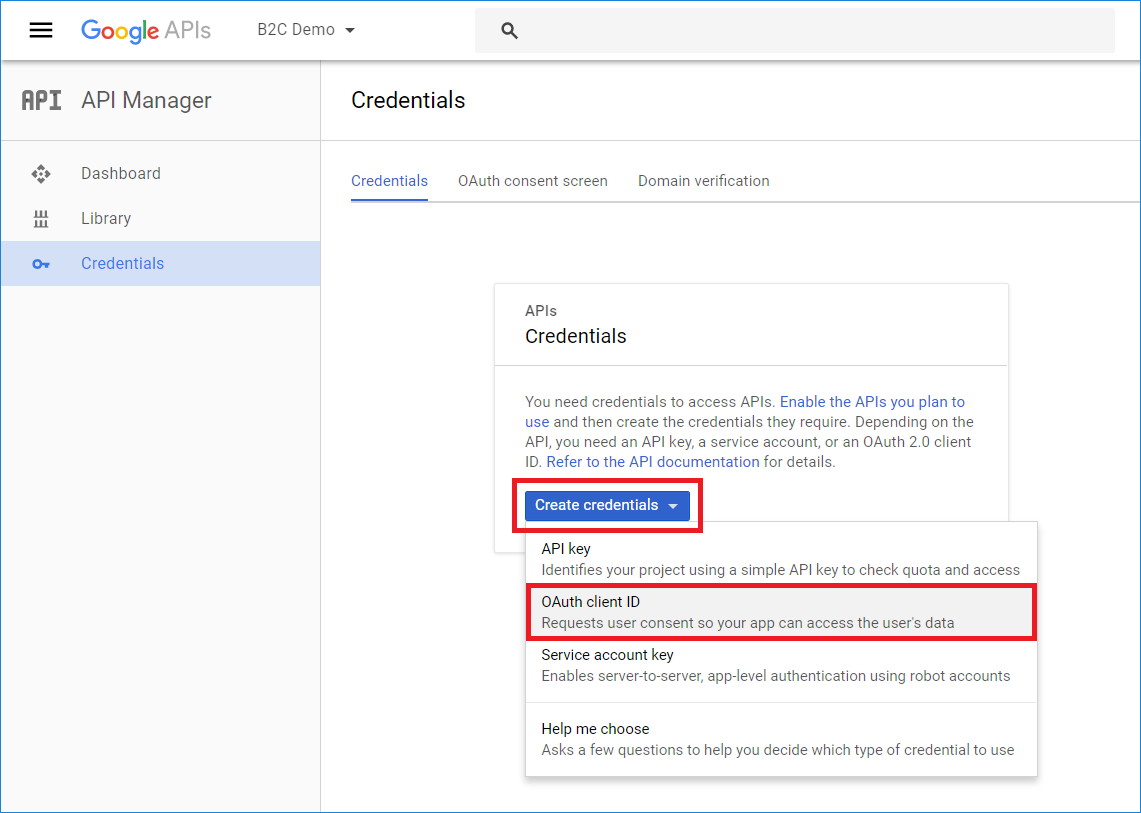 Google APIs
B2C Demo
API API Manager
Credentials
Dashboard
Library
Credentials
Credentials
OAuth consent screen
Domain verification
APIs
Credentials
You need credentials to access APIs. Enable the APIs you plan to
use and then create the credentials they require. Depending on the
API, you need an API key, a service account, or an OAuth 2.0 client
ID. Refer to the API documentation for details.
Create credentials
API key
Identifies your project using a simple API key to check quota and access
OAuth client ID
Requests user consent so your app can access the user's data
Service account key
Enables server-to-server, app-level authentication using robot accounts
Help me choose
Asks a few questions to help you decide which type of credential to use